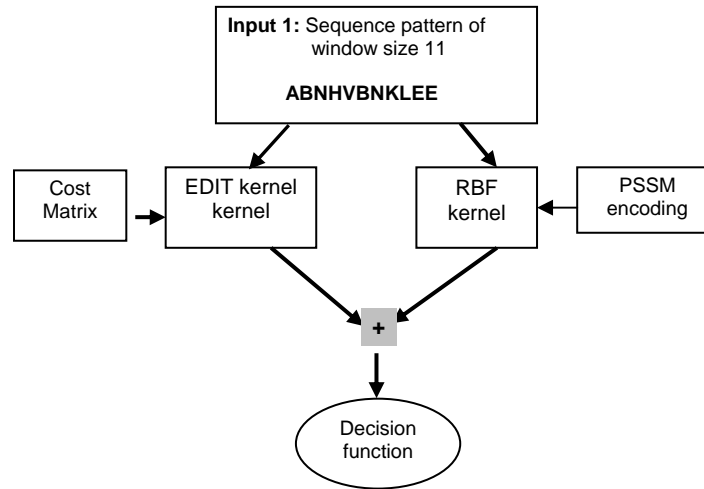 Input 1: Sequence pattern of
window size 11
ABNHVBNKLEE
Cost
Matrix
EDIT kernel
kernel
RBF
kernel
PSSM
encoding
+
Decision
function